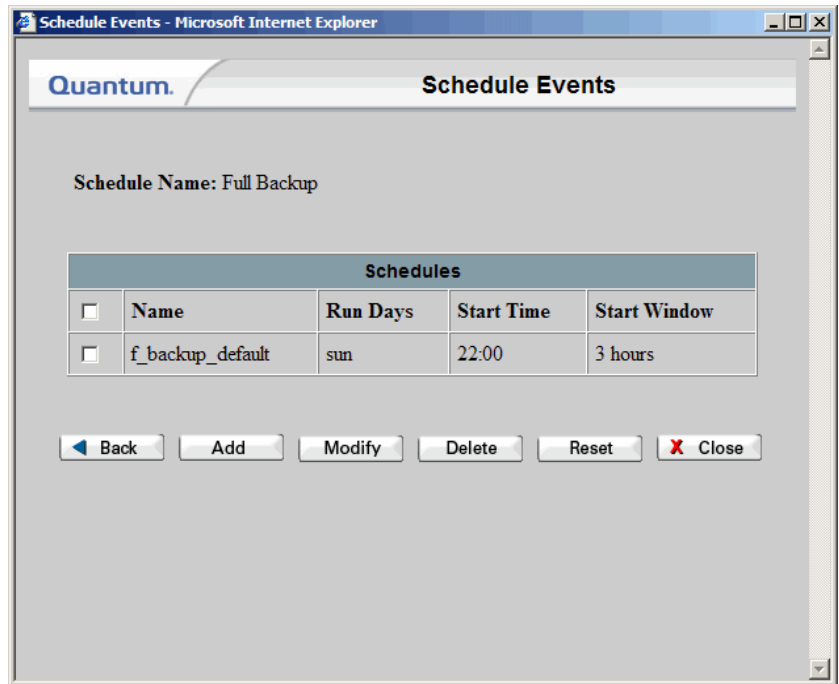 Schedule Events - Microsoft Internet Explorer
Quantum.
Schedule Events
Schedule Name: Full Backup
Schedules
Name Run Days Start Time Start Window
f_backup_default sun 22:00 3 hours
Back Add Modify Delete Reset X Close